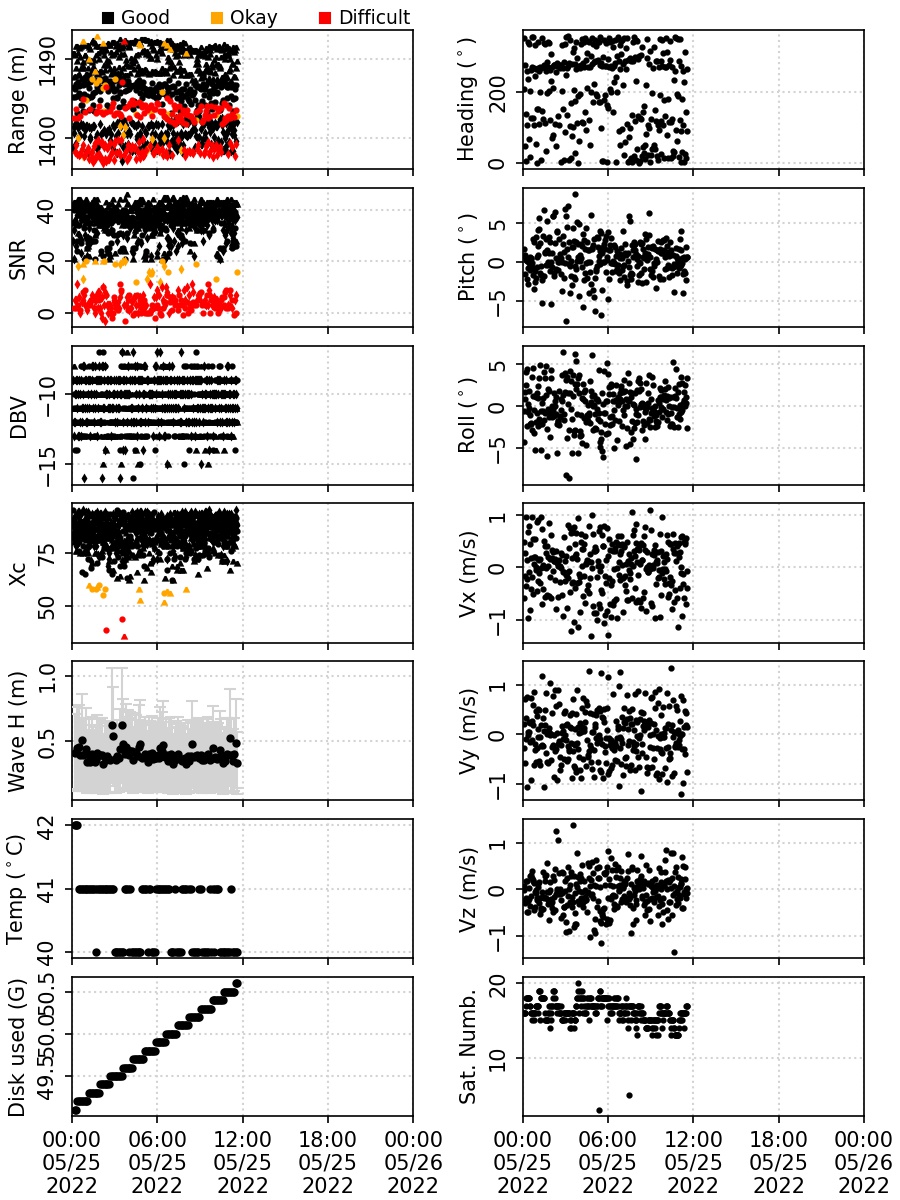 Good Okay Difficult
Range (m)
1490
1400
Heading (°)
200
0
SNR
40
20
0
Pitch (°)
5
0
−5
DBV
−10
−15
Roll (°)
5
0
−5
Xc
75
50
Vx (m/s)
1
0
−1
Wave H (m)
1.0
0.5
Vy (m/s)
1
0
−1
Temp (°C)
42
41
40
Vz (m/s)
1
0
−1
Disk used (G)
50.5
50.0
49.5
Sat. Numb.
20
10
00:00 06:00 12:00 18:00 00:00
05/25 05/25 05/25 05/25 05/26
2022 2022 2022 2022 2022
00:00 06:00 12:00 18:00 00:00
05/25 05/25 05/25 05/25 05/26
2022 2022 2022 2022 2022